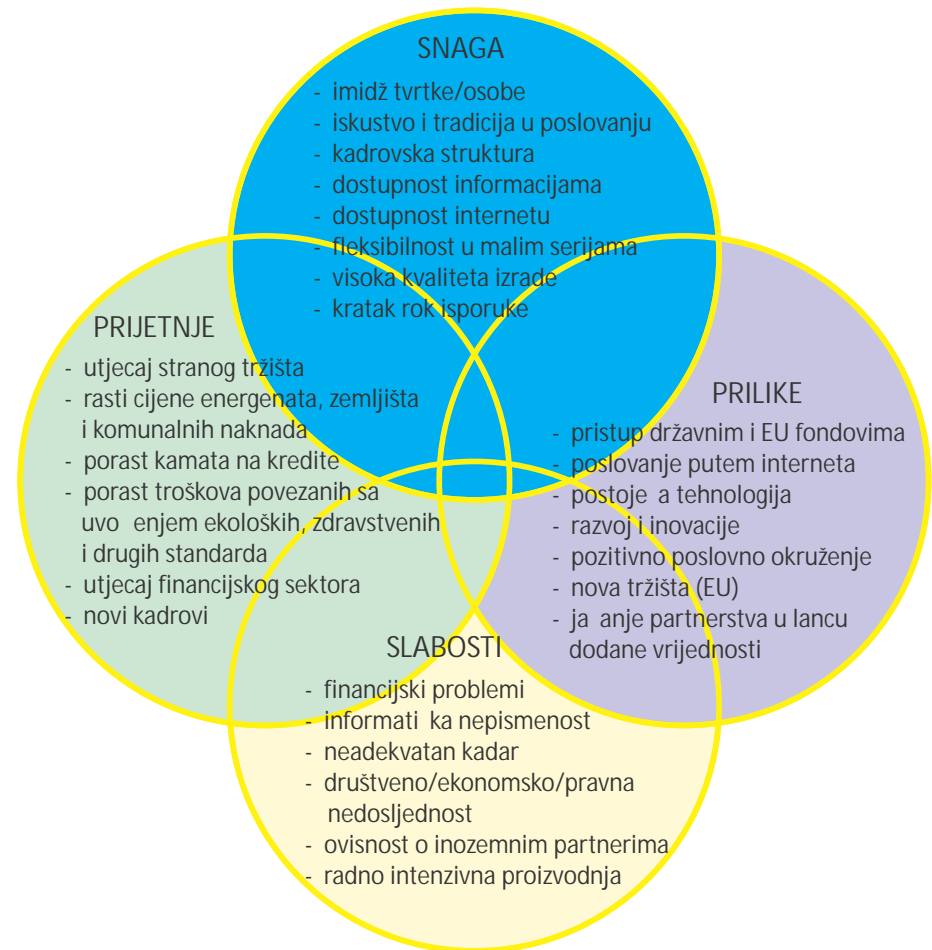 SNAGA
- imidž tvrtke/osobe
- iskustvo i tradicija u poslovanju
- kadrovska struktura
- dostupnost informacijama
- dostupnost internetu
- fleksibilnost u malim serijama
- visoka kvaliteta izrade
- kratak rok isporuke
PRIJETNJE
- utjecaj stranog tržišta
- rasti cijene energenata, zemljišta
i komunalnih naknada
- porast kamata na kredite
- porast troškova povezanih sa
uvo enjem ekoloških, zdravstvenih
i drugih standarda
- utjecaj financijskog sektora
- novi kadrovi
PRILIKE
- pristup državnim i EU fondovima
- poslovanje putem interneta
- postoje a tehnologija
- razvoj i inovacije
- pozitivno poslovno okruženje
- nova tržišta (EU)
- ja anje partnerstva u lancu
dodane vrijednosti
SLABOSTI
- financijski problemi
- informati ka nepismenost
- neadekvatan kadar
- društveno/ekonomsko/pravna
nedosljednost
- ovisnost o inozemnim partnerima
- radno intenzivna proizvodnja